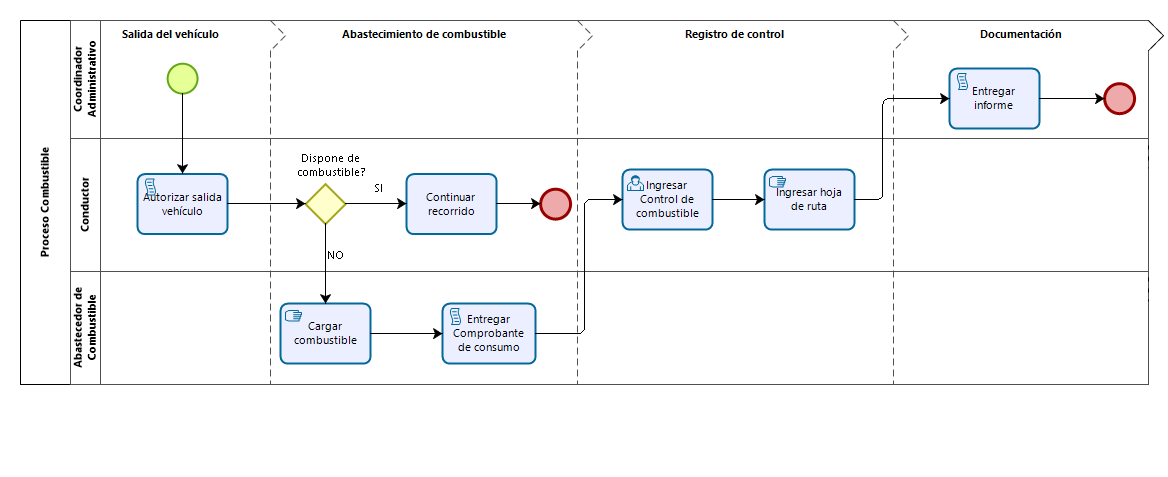 Proceso Combustible
Salida del vehículo
Abastecimiento de combustible
Registro de control
Documentación
Coordinador
Administrativo
Entregar
informe
Conductor
Autorizar salida
vehículo
Dispone de
combustible?
SI
NO
Continuar
recorrido
Ingresar
Control de
combustible
Ingresar hoja
de ruta
Abastecedor de
Combustible
Cargar
combustible
Entregar
Comprobante
de consumo